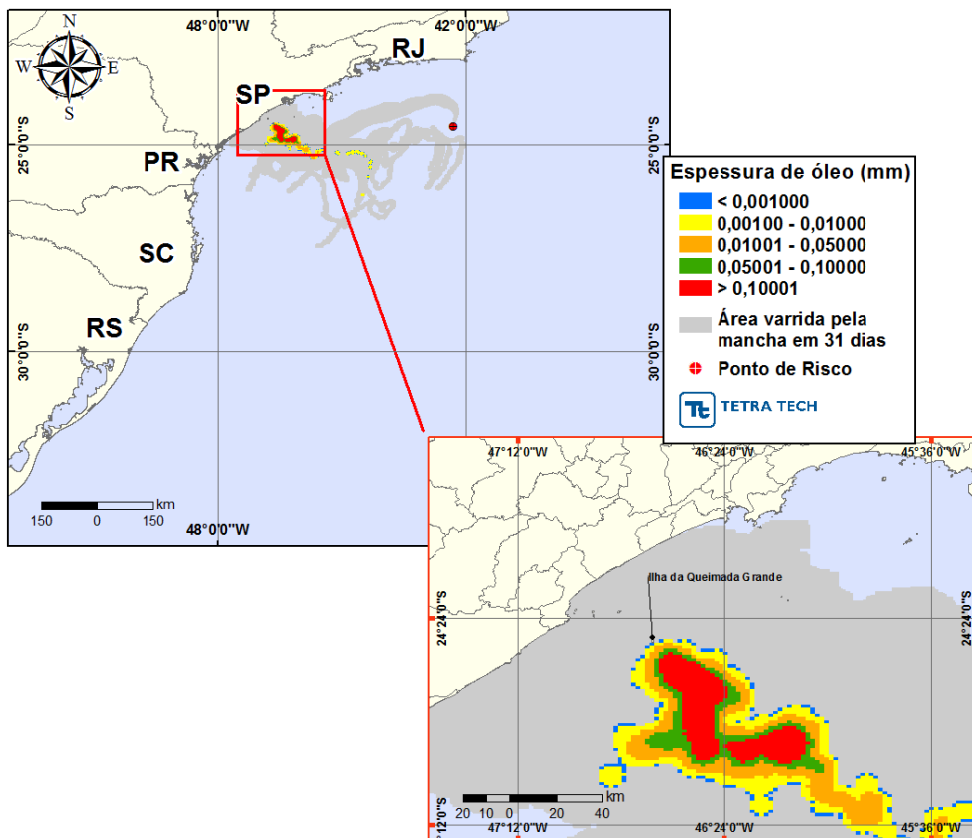 48°0'0"W
42°0'0"W
N
W
E
S
RJ
SP
25°0'0"S
25°0'0"S
PR
SC
RS
30°0'0"S
30°0'0"S
km
150 0 150
48°0'0"W
Espessura de óleo (mm)
< 0,001000
0,00100 - 0,01000
0,01001 - 0,05000
0,05001 - 0,10000
> 0,10001
Área varrida pela
mancha em 31 dias
Ponto de Risco
Tt TETRA TECH
47°12'0"W
46°24'0"W
45°36'0"W
Ilha da Queimada Grande
24°24'0"S
24°24'0"S
km
20 10 0 20 40
47°12'0"W
46°24'0"W
45°36'0"W